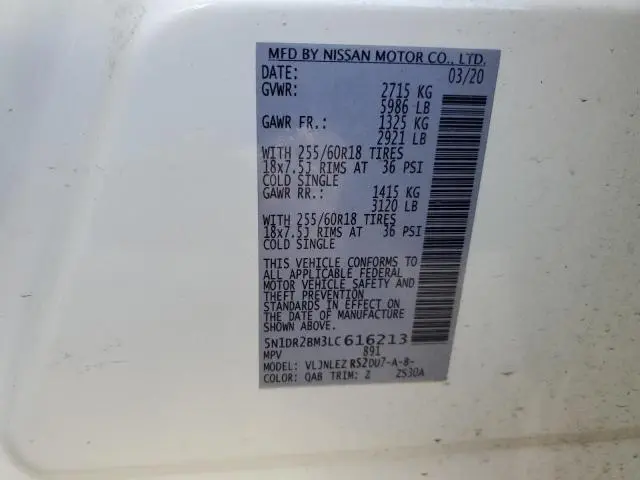 MFD BY NISSAN MOTOR CO., LTD.
DATE: 03/20
GVWR: 2715 KG
5986 LB
GAWR FR.: 1325 KG
2921 LB
WITH 255/60R18 TIRES
18x7.5J RIMS AT 36 PSI
COLD SINGLE
GAWR RR.: 1415 KG
3120 LB
WITH 255/60R18 TIRES
18x7.5J RIMS AT 36 PSI
COLD SINGLE
THIS VEHICLE CONFORMS TO
ALL APPLICABLE FEDERAL
MOTOR VEHICLE SAFETY AND
THEFT PREVENTION
STANDARDS IN EFFECT ON
THE DATE OF MANUFACTURE
SHOWN ABOVE.
5N1DR2BM3LC616213
MPV 891
MODEL: VLJNLEZ RS20U7-A-8-
COLOR: QAB TRIM: Z ZS30A